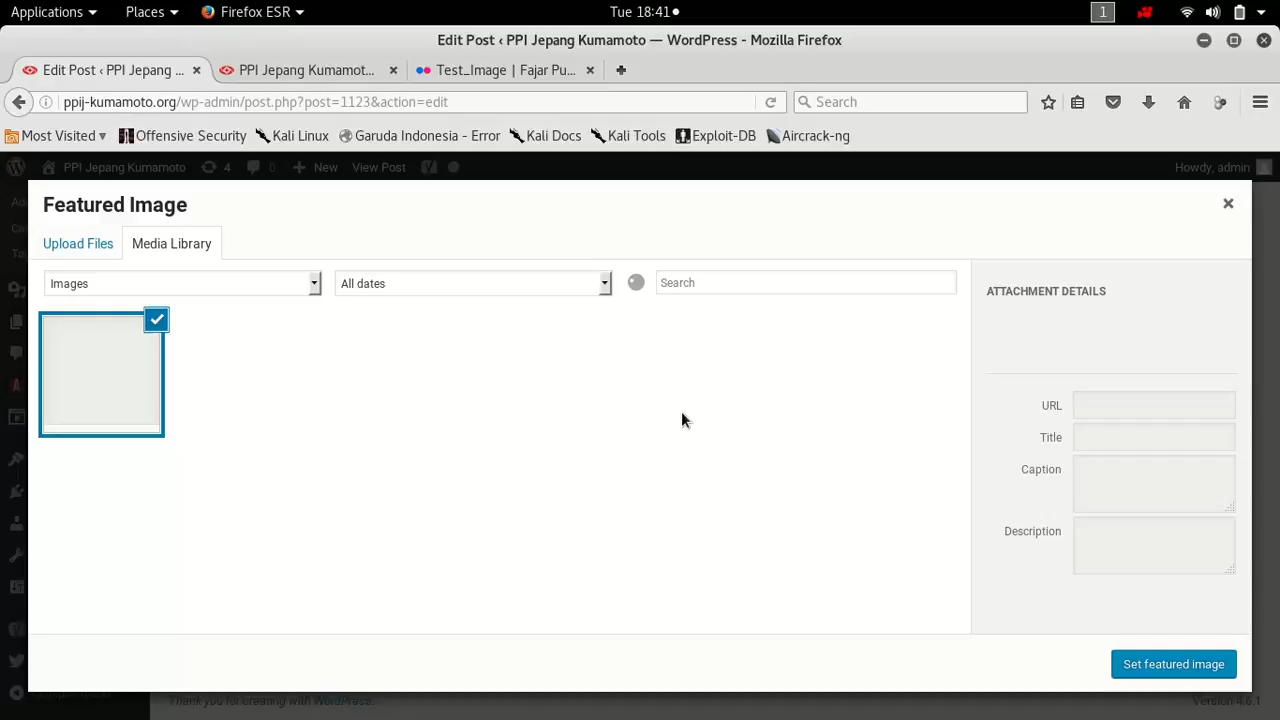 Applications Places Firefox ESR Tue 18:41 1
Edit Post ‹ PPI Jepang Kumamoto — WordPress - Mozilla Firefox
Edit Post ‹ PPI Jepang ... PPI Jepang Kumamot... Test_Image | Fajar Pu...
ppij-kumamoto.org/wp-admin/post.php?post=1123&action=edit Search
Most Visited Offensive Security Kali Linux Garuda Indonesia - Error Kali Docs Kali Tools Exploit-DB Aircrack-ng
PPI Jepang Kumamoto 4 0 New View Post Howdy, admin
Featured Image
Upload Files Media Library
Images All dates Search
ATTACHMENT DETAILS
URL
Title
Caption
Description
Set featured image
Thank you for creating with WordPress. Version 4.6.1